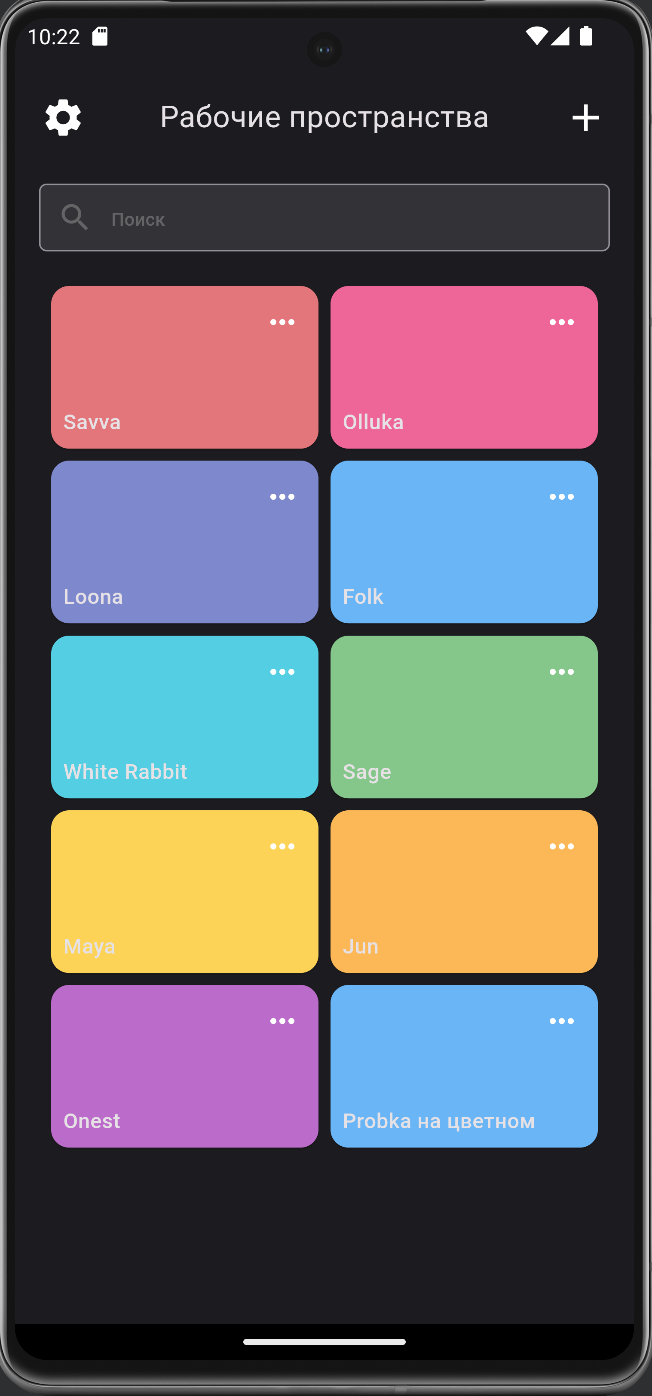 10:22
Рабочие пространства
Поиск
Savva
Olluka
Loona
Folk
White Rabbit
Sage
Maya
Jun
Onest
Probka на цветном